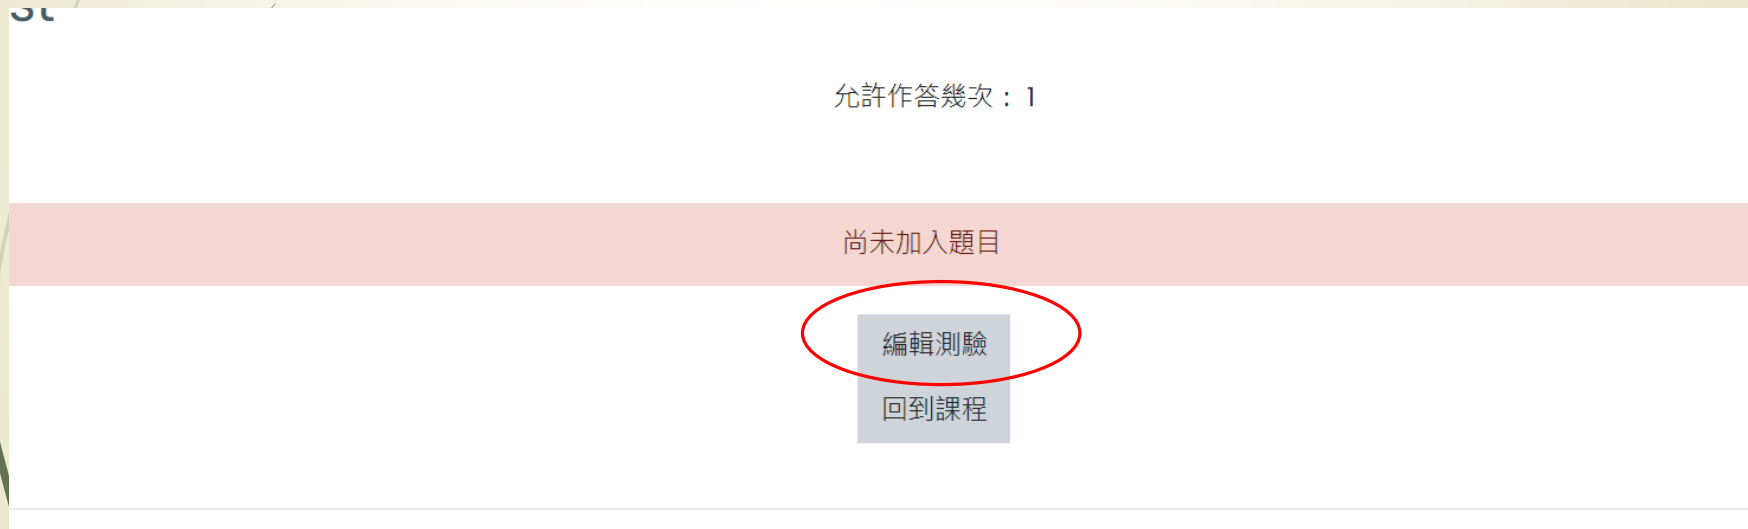 允許作答幾次：1
尚未加入題目
編輯測驗
回到課程